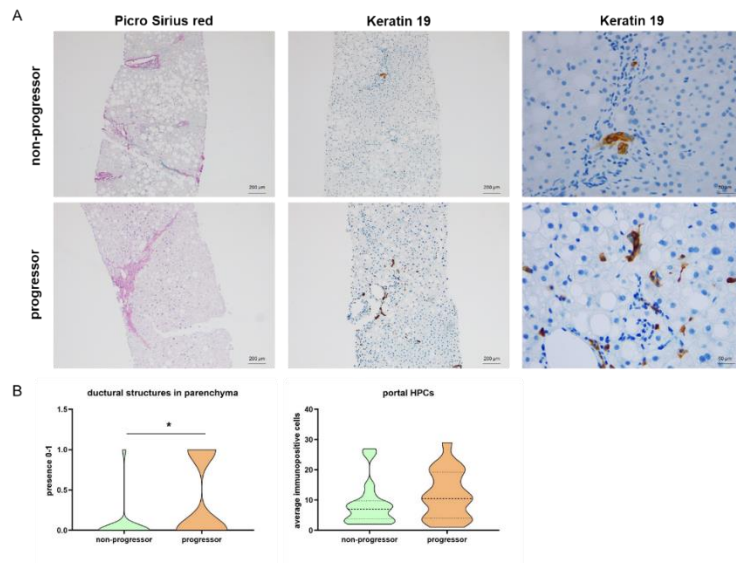 A
Picro Sirius red
Keratin 19
Keratin 19
non-progressor
200 µm
200 µm
progressor
200 µm
200 µm
50 µm
B
ductural structures in parenchyma
portal HPCs
presence 0-1
1.5
1.0
0.5
0.0
*
non-progressor
progressor
average immunopositive cells
40
30
20
10
0
non-progressor
progressor